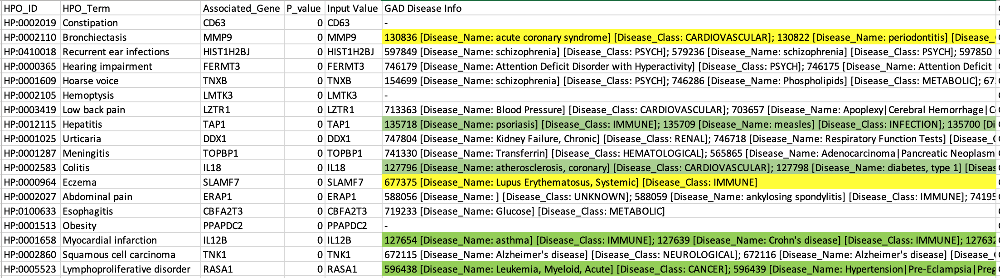 HPO_ID HPO_Term Associated_Gene P_value Input Value GAD Disease Info
HP:0002019 Constipation CD63 0 CD63 -
HP:0002110 Bronchiectasis MMP9 0 MMP9 130836 [Disease_Name: acute coronary syndrome] [Disease_Class: CARDIOVASCULAR]; 130822 [Disease_Name: periodontitis] [Disease_
HP:0410018 Recurrent ear infections HIST1H2BJ 0 HIST1H2BJ 597849 [Disease_Name: schizophrenia] [Disease_Class: PSYCH]; 579236 [Disease_Name: schizophrenia] [Disease_Class: PSYCH]; 597850
HP:0000365 Hearing impairment FERMT3 0 FERMT3 746179 [Disease_Name: Attention Deficit Disorder with Hyperactivity] [Disease_Class: PSYCH]; 746175 [Disease_Name: Attention Deficit
HP:0001609 Hoarse voice TNXB 0 TNXB 154699 [Disease_Name: schizophrenia] [Disease_Class: PSYCH]; 746286 [Disease_Name: Phospholipids] [Disease_Class: METABOLIC]; 67
HP:0002105 Hemoptysis LMTK3 0 LMTK3 -
HP:0003419 Low back pain LZTR1 0 LZTR1 713363 [Disease_Name: Blood Pressure] [Disease_Class: CARDIOVASCULAR]; 703657 [Disease_Name: Apoplexy|Cerebral Hemorrhage|C
HP:0012115 Hepatitis TAP1 0 TAP1 135718 [Disease_Name: psoriasis] [Disease_Class: IMMUNE]; 135709 [Disease_Name: measles] [Disease_Class: INFECTION]; 135700 [Di
HP:0001025 Urticaria DDX1 0 DDX1 747804 [Disease_Name: Kidney Failure, Chronic] [Disease_Class: RENAL]; 746718 [Disease_Name: Respiratory Function Tests] [Disease_
HP:0001287 Meningitis TOPBP1 0 TOPBP1 741330 [Disease_Name: Transferrin] [Disease_Class: HEMATOLOGICAL]; 565865 [Disease_Name: Adenocarcinoma|Pancreatic Neoplasm
HP:0002583 Colitis IL18 0 IL18 127796 [Disease_Name: atherosclerosis, coronary] [Disease_Class: CARDIOVASCULAR]; 127798 [Disease_Name: diabetes, type 1] [Diseas
HP:0000964 Eczema SLAMF7 0 SLAMF7 677375 [Disease_Name: Lupus Erythematosus, Systemic] [Disease_Class: IMMUNE]
HP:0002027 Abdominal pain ERAP1 0 ERAP1 588056 [Disease_Name: ] [Disease_Class: UNKNOWN]; 588059 [Disease_Name: ankylosing spondylitis] [Disease_Class: IMMUNE]; 74195
HP:0100633 Esophagitis CBFA2T3 0 CBFA2T3 719233 [Disease_Name: Glucose] [Disease_Class: METABOLIC]
HP:0001513 Obesity PPAPDC2 0 PPAPDC2 -
HP:0001658 Myocardial infarction IL12B 0 IL12B 127654 [Disease_Name: asthma] [Disease_Class: IMMUNE]; 127639 [Disease_Name: Crohn's disease] [Disease_Class: IMMUNE]; 127632
HP:0002860 Squamous cell carcinoma TNK1 0 TNK1 672115 [Disease_Name: Alzheimer's disease] [Disease_Class: NEUROLOGICAL]; 672116 [Disease_Name: Alzheimer's disease] [Disease_
HP:0005523 Lymphoproliferative disorder RASA1 0 RASA1 596438 [Disease_Name: Leukemia, Myeloid, Acute] [Disease_Class: CANCER]; 596439 [Disease_Name: Hypertension|Pre-Eclampsia|Preg